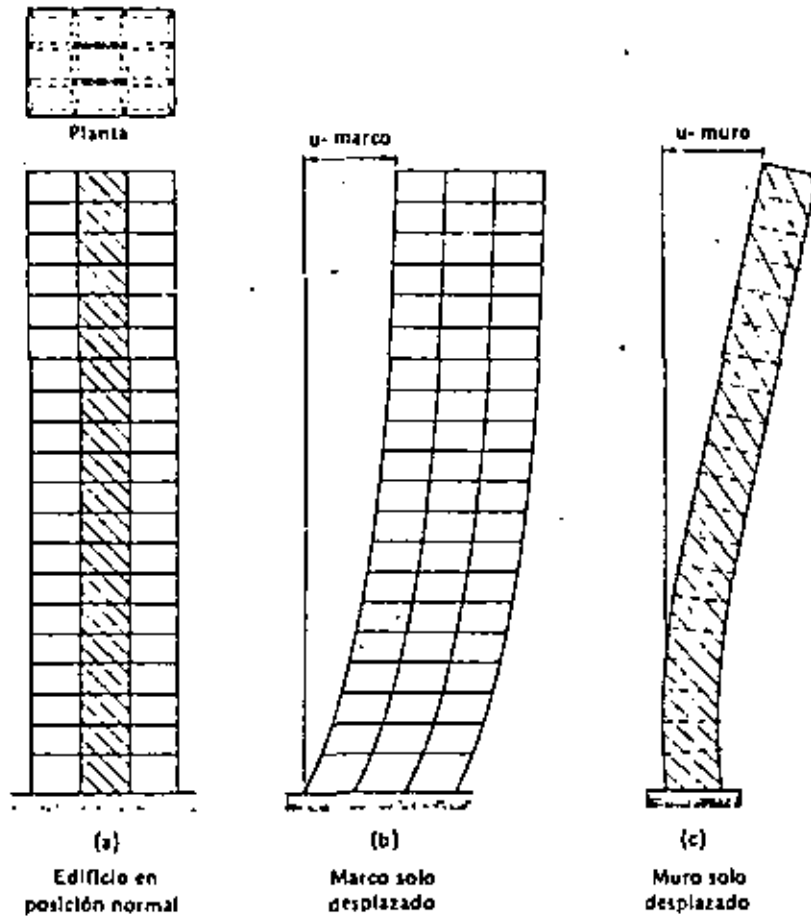 Planta
u- marco
u- muro
(a)
(b)
(c)
Edificio en
posición normal
Marco solo
desplazado
Muro solo
desplazado